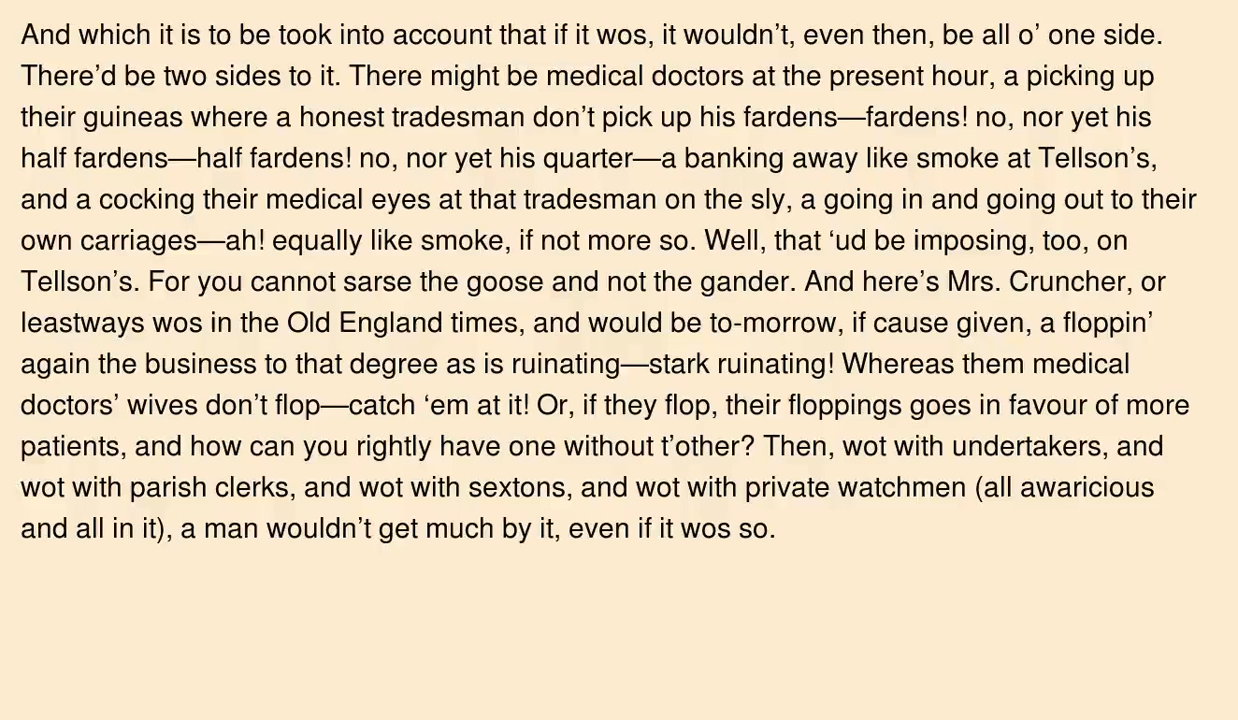 And which it is to be took into account that if it wos, it wouldn’t, even then, be all o’ one side.
There’d be two sides to it. There might be medical doctors at the present hour, a picking up
their guineas where a honest tradesman don’t pick up his fardens—fardens! no, nor yet his
half fardens—half fardens! no, nor yet his quarter—a banking away like smoke at Tellson’s,
and a cocking their medical eyes at that tradesman on the sly, a going in and going out to their
own carriages—ah! equally like smoke, if not more so. Well, that ‘ud be imposing, too, on
Tellson’s. For you cannot sarse the goose and not the gander. And here’s Mrs. Cruncher, or
leastways wos in the Old England times, and would be to-morrow, if cause given, a floppin’
again the business to that degree as is ruinating—stark ruinating! Whereas them medical
doctors’ wives don’t flop—catch ‘em at it! Or, if they flop, their floppings goes in favour of more
patients, and how can you rightly have one without t’other? Then, wot with undertakers, and
wot with parish clerks, and wot with sextons, and wot with private watchmen (all awaricious
and all in it), a man wouldn’t get much by it, even if it wos so.